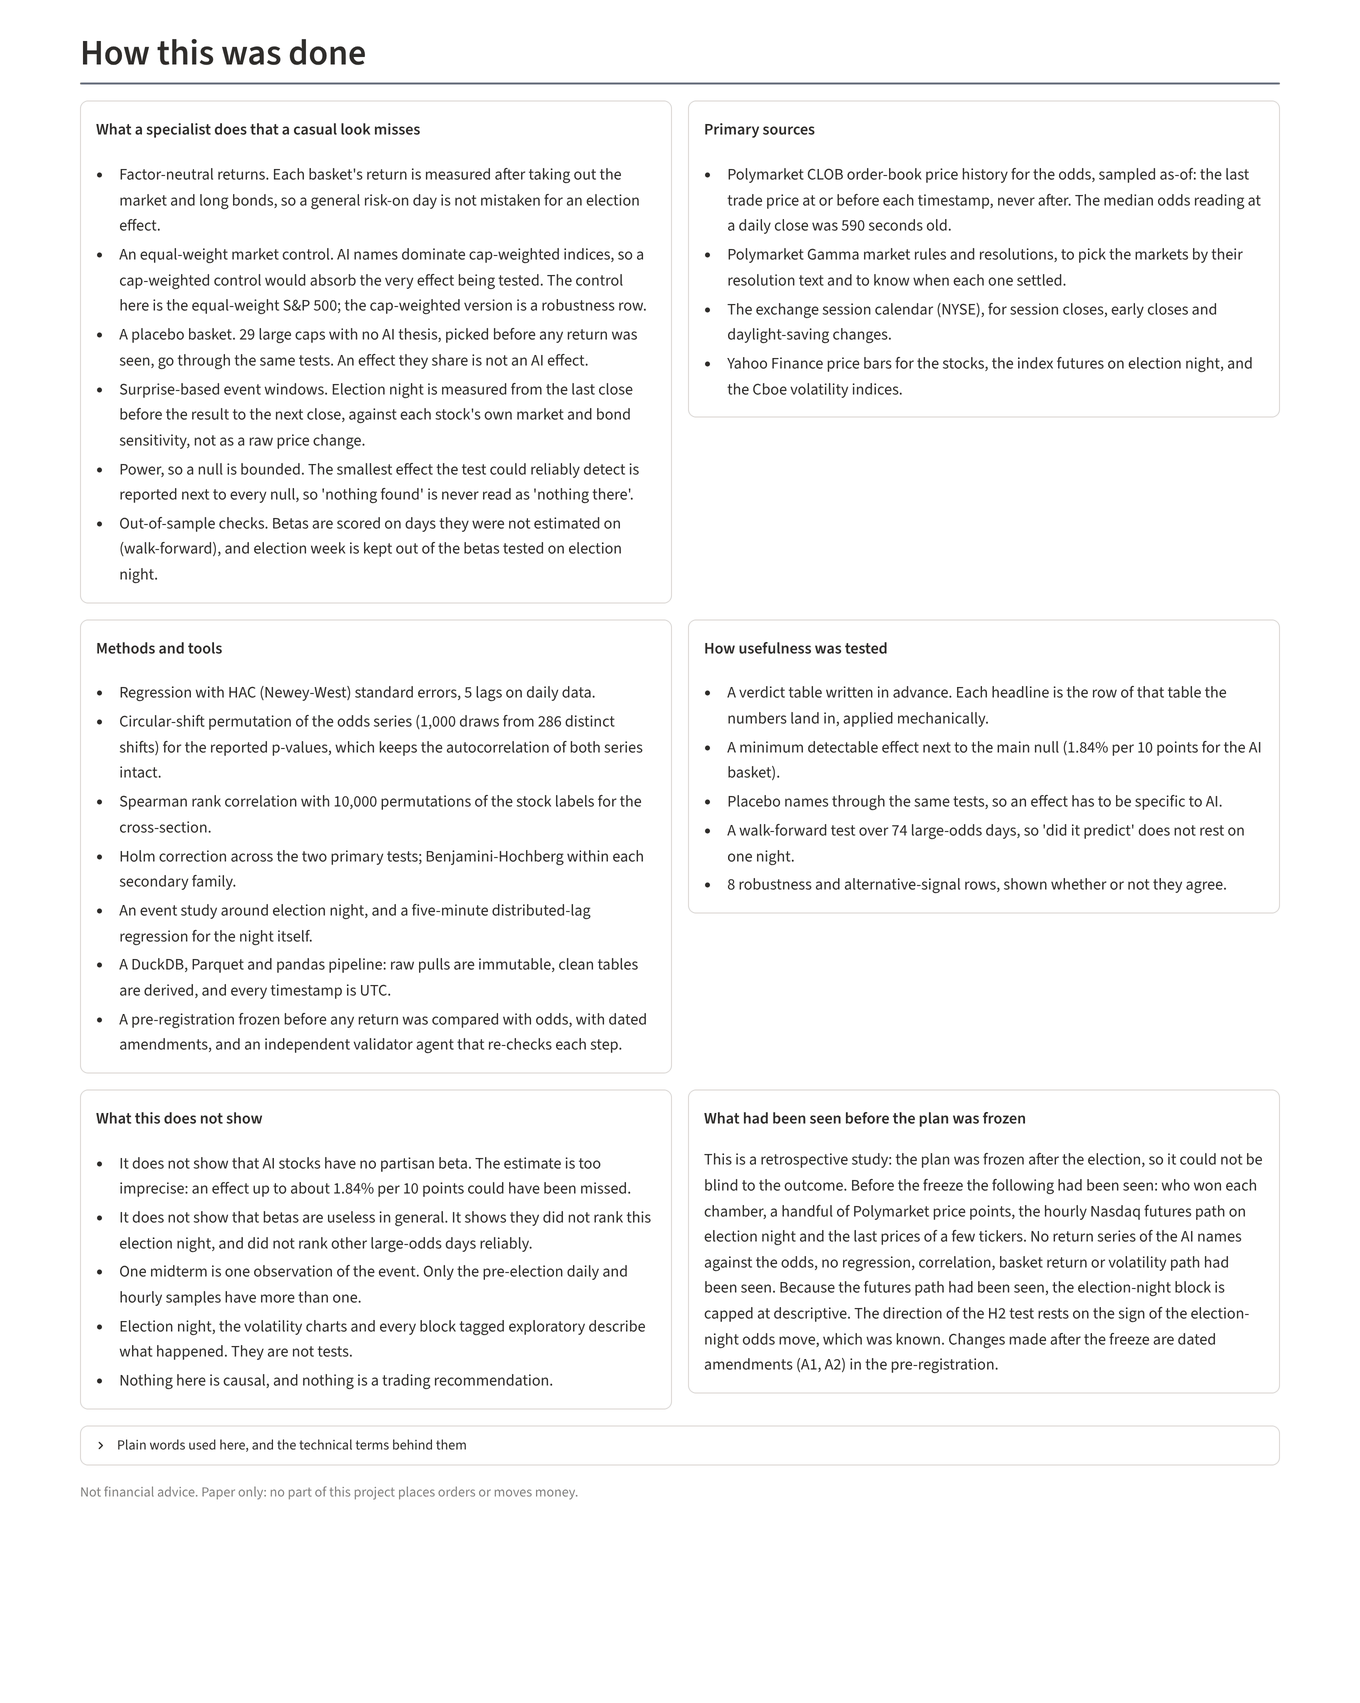 How this was done
What a specialist does that a casual look misses
• Factor-neutral returns. Each basket's return is measured after taking out the
market and long bonds, so a general risk-on day is not mistaken for an election
effect.
• An equal-weight market control. AI names dominate cap-weighted indices, so a
cap-weighted control would absorb the very effect being tested. The control
here is the equal-weight S&P 500; the cap-weighted version is a robustness row.
• A placebo basket. 29 large caps with no AI thesis, picked before any return was
seen, go through the same tests. An effect they share is not an AI effect.
• Surprise-based event windows. Election night is measured from the last close
before the result to the next close, against each stock's own market and bond
sensitivity, not as a raw price change.
• Power, so a null is bounded. The smallest effect the test could reliably detect is
reported next to every null, so 'nothing found' is never read as 'nothing there'.
• Out-of-sample checks. Betas are scored on days they were not estimated on
(walk-forward), and election week is kept out of the betas tested on election
night.
Primary sources
• Polymarket CLOB order-book price history for the odds, sampled as-of: the last
trade price at or before each timestamp, never after. The median odds reading at
a daily close was 590 seconds old.
• Polymarket Gamma market rules and resolutions, to pick the markets by their
resolution text and to know when each one settled.
• The exchange session calendar (NYSE), for session closes, early closes and
daylight-saving changes.
• Yahoo Finance price bars for the stocks, the index futures on election night, and
the Cboe volatility indices.
Methods and tools
• Regression with HAC (Newey-West) standard errors, 5 lags on daily data.
• Circular-shift permutation of the odds series (1,000 draws from 286 distinct
shifts) for the reported p-values, which keeps the autocorrelation of both series
intact.
• Spearman rank correlation with 10,000 permutations of the stock labels for the
cross-section.
• Holm correction across the two primary tests; Benjamini-Hochberg within each
secondary family.
• An event study around election night, and a five-minute distributed-lag
regression for the night itself.
• A DuckDB, Parquet and pandas pipeline: raw pulls are immutable, clean tables
are derived, and every timestamp is UTC.
• A pre-registration frozen before any return was compared with odds, with dated
amendments, and an independent validator agent that re-checks each step.
How usefulness was tested
• A verdict table written in advance. Each headline is the row of that table the
numbers land in, applied mechanically.
• A minimum detectable effect next to the main null (1.84% per 10 points for the AI
basket).
• Placebo names through the same tests, so an effect has to be specific to AI.
• A walk-forward test over 74 large-odds days, so 'did it predict' does not rest on
one night.
• 8 robustness and alternative-signal rows, shown whether or not they agree.
What this does not show
• It does not show that AI stocks have no partisan beta. The estimate is too
imprecise: an effect up to about 1.84% per 10 points could have been missed.
• It does not show that betas are useless in general. It shows they did not rank this
election night, and did not rank other large-odds days reliably.
• One midterm is one observation of the event. Only the pre-election daily and
hourly samples have more than one.
• Election night, the volatility charts and every block tagged exploratory describe
what happened. They are not tests.
• Nothing here is causal, and nothing is a trading recommendation.
What had been seen before the plan was frozen
This is a retrospective study: the plan was frozen after the election, so it could not be
blind to the outcome. Before the freeze the following had been seen: who won each
chamber, a handful of Polymarket price points, the hourly Nasdaq futures path on
election night and the last prices of a few tickers. No return series of the AI names
against the odds, no regression, correlation, basket return or volatility path had
been seen. Because the futures path had been seen, the election-night block is
capped at descriptive. The direction of the H2 test rests on the sign of the election-
night odds move, which was known. Changes made after the freeze are dated
amendments (A1, A2) in the pre-registration.
Plain words used here, and the technical terms behind them
Not financial advice. Paper only: no part of this project places orders or moves money.